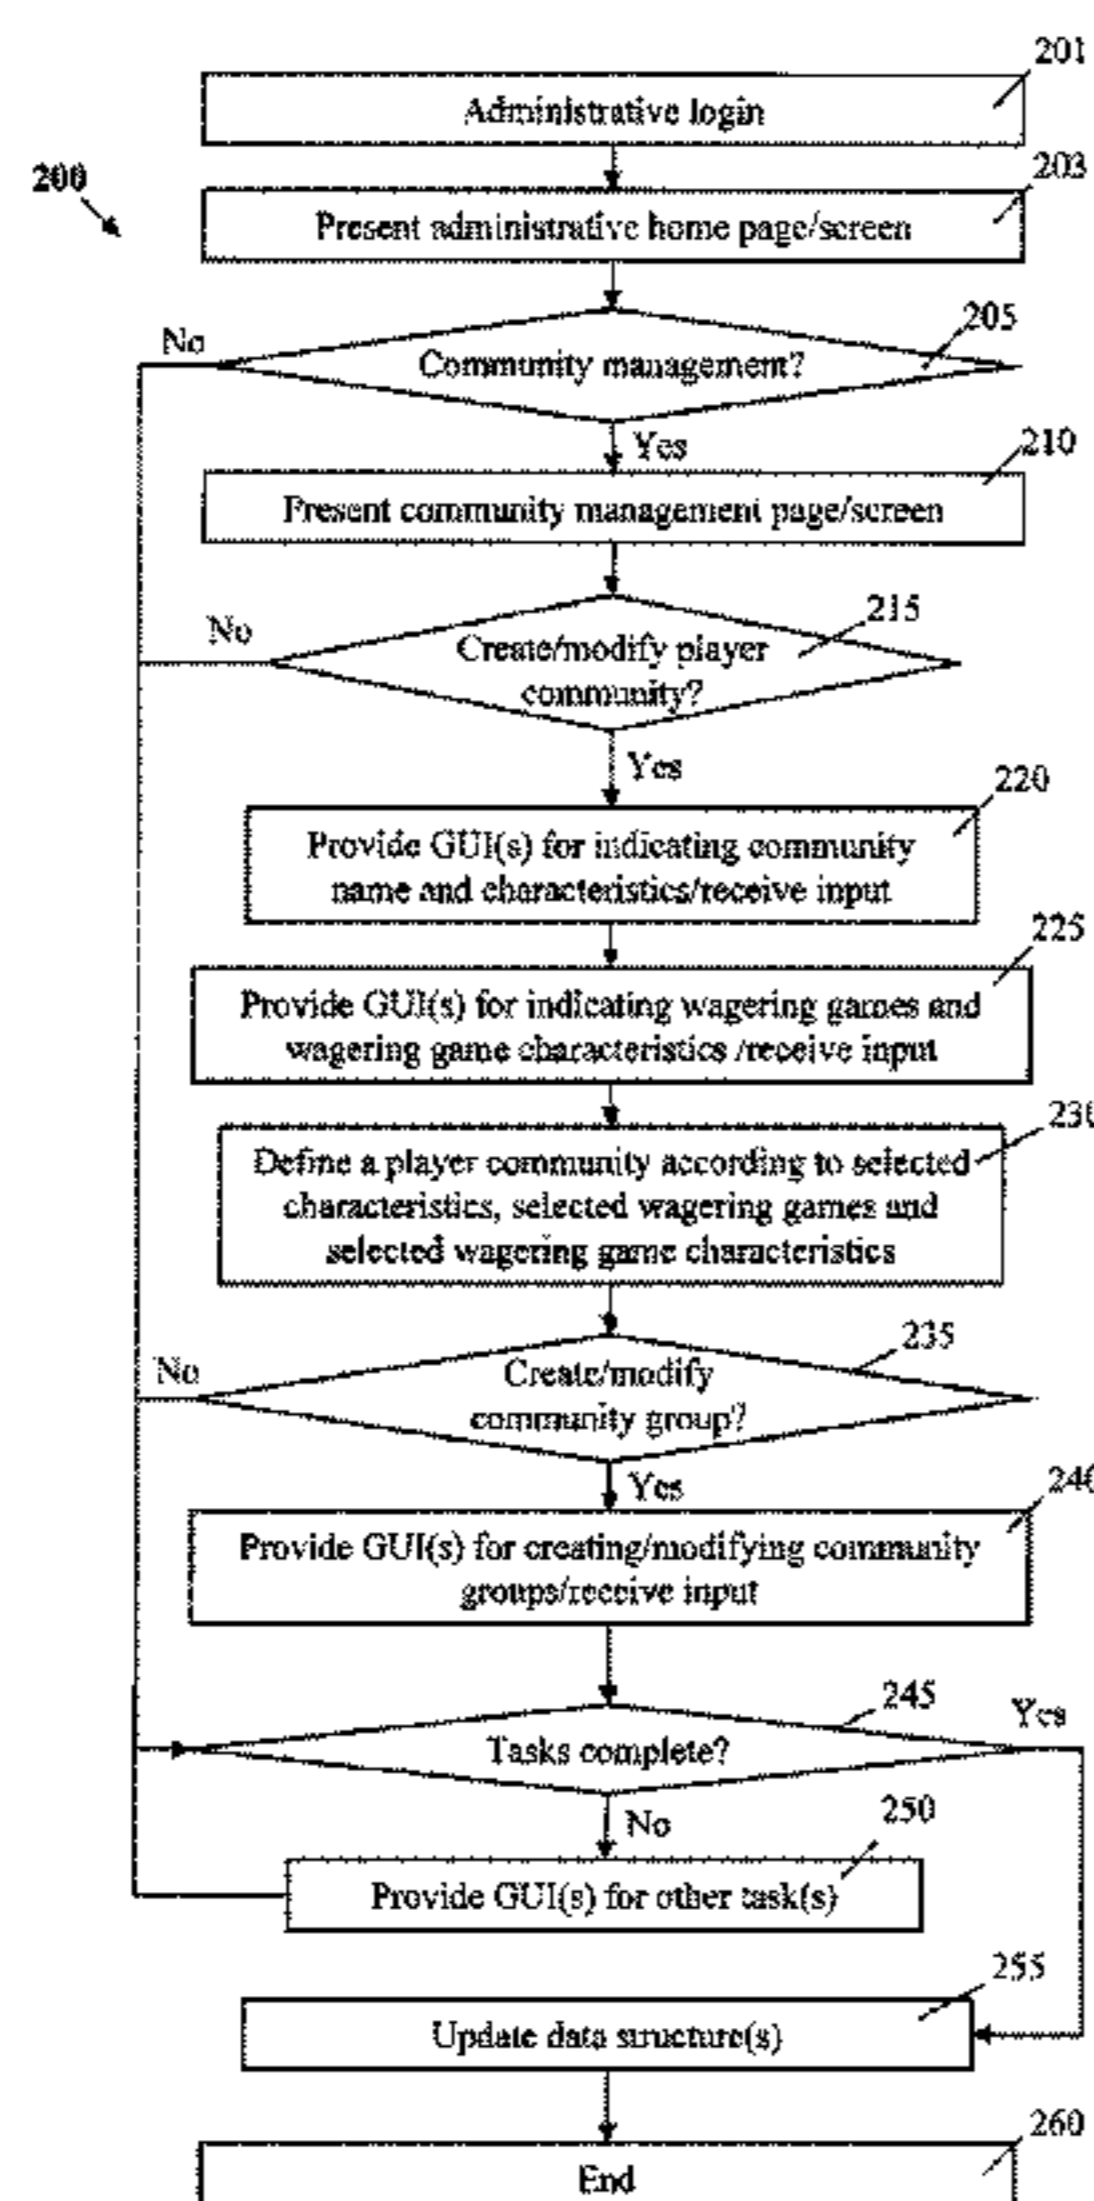 201
Administrative login
200
203
Present administrative home page/screen
No
205
Community management?
Yes
210
Present community management page/screen
No
215
Create/modify player
community?
Yes
220
Provide GUI(s) for indicating community
name and characteristics/receive input
225
Provide GUI(s) for indicating wagering games and
wagering game characteristics /receive input
230
Define a player community according to selected
characteristics, selected wagering games and
selected wagering game characteristics
No
235
Create/modify
community group?
Yes
240
Provide GUI(s) for creating/modifying community
groups/receive input
245
Yes
Tasks complete?
No
250
Provide GUI(s) for other task(s)
255
Update data structure(s)
260
End